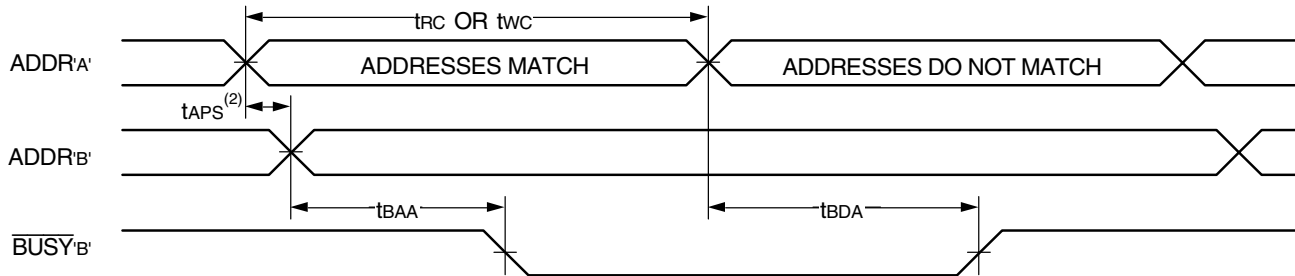 tRC OR tWC
ADDR'A'
ADDRESSES MATCH
ADDRESSES DO NOT MATCH
tAPS(2)
ADDR'B'
tBAA
tBDA
BUSY'B'